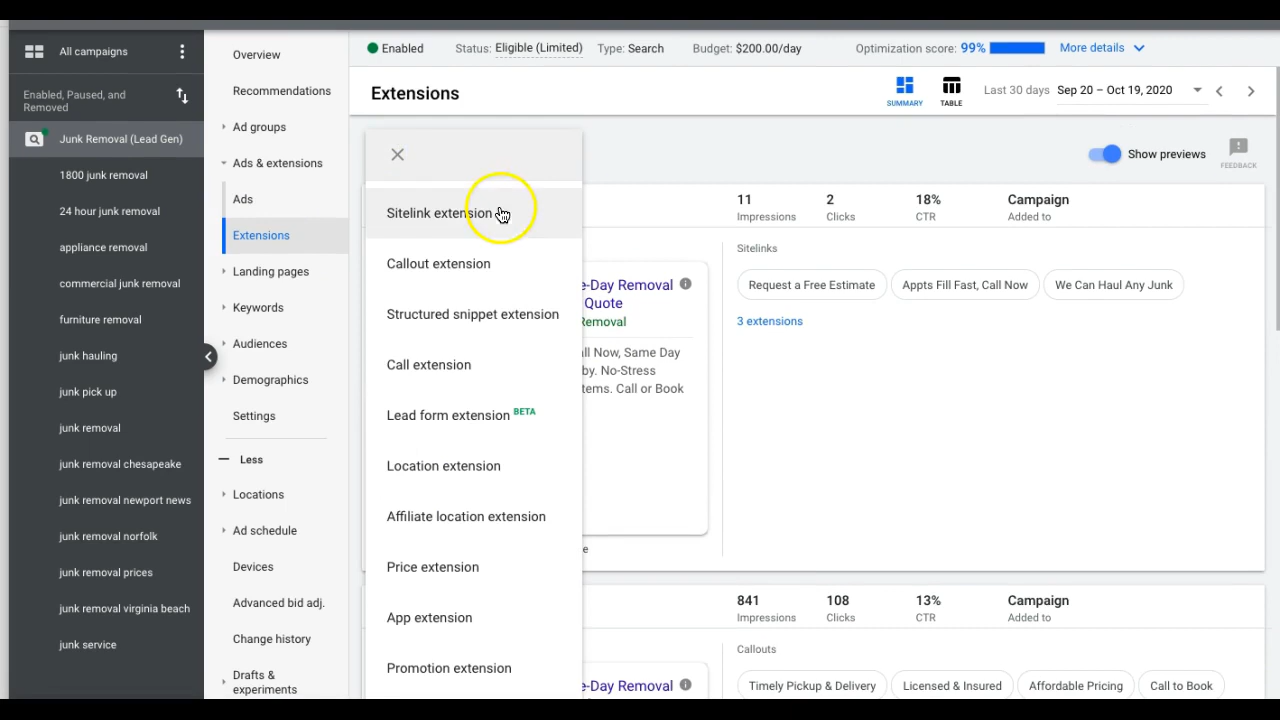 All campaigns
Enabled, Paused, and
Removed
Junk Removal (Lead Gen)
1800 junk removal
24 hour junk removal
appliance removal
commercial junk removal
furniture removal
junk hauling
junk pick up
junk removal
junk removal chesapeake
junk removal newport news
junk removal norfolk
junk removal prices
junk removal virginia beach
junk service
Overview
Recommendations
Ad groups
Ads & extensions
Ads
Extensions
Landing pages
Keywords
Audiences
Demographics
Settings
Less
Locations
Ad schedule
Devices
Advanced bid adj.
Change history
Drafts &
experiments
Enabled Status: Eligible (Limited) Type: Search Budget: $200.00/day Optimization score: 99% More details
Extensions
SUMMARY
TABLE
Last 30 days Sep 20 – Oct 19, 2020
Show previews
FEEDBACK
Sitelink extension
Callout extension
Structured snippet extension
Call extension
Lead form extension BETA
Location extension
Affiliate location extension
Price extension
App extension
Promotion extension
11 2 18% Campaign
Impressions Clicks CTR Added to
e-Day Removal
Quote
Removal
all Now, Same Day
by. No-Stress
tems. Call or Book
e
Sitelinks
Request a Free Estimate Appts Fill Fast, Call Now We Can Haul Any Junk
3 extensions
841 108 13% Campaign
Impressions Clicks CTR Added to
e-Day Removal
Callouts
Timely Pickup & Delivery Licensed & Insured Affordable Pricing Call to Book